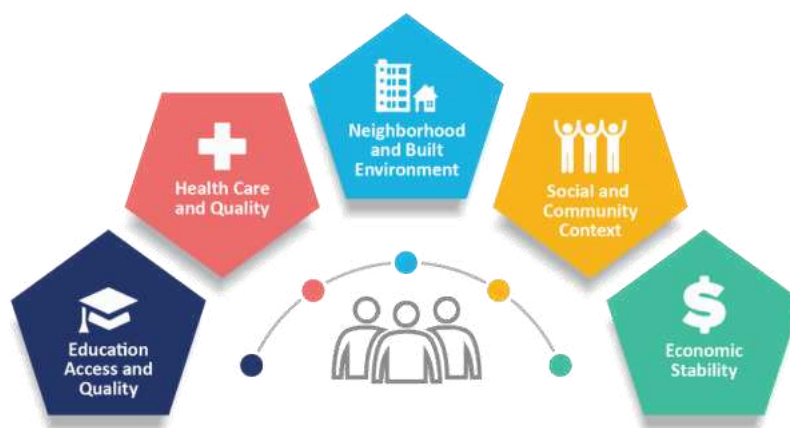 Education
Access and
Quality
Health Care
and Quality
Neighborhood
and Built
Environment
Social and
Community
Context
Economic
Stability